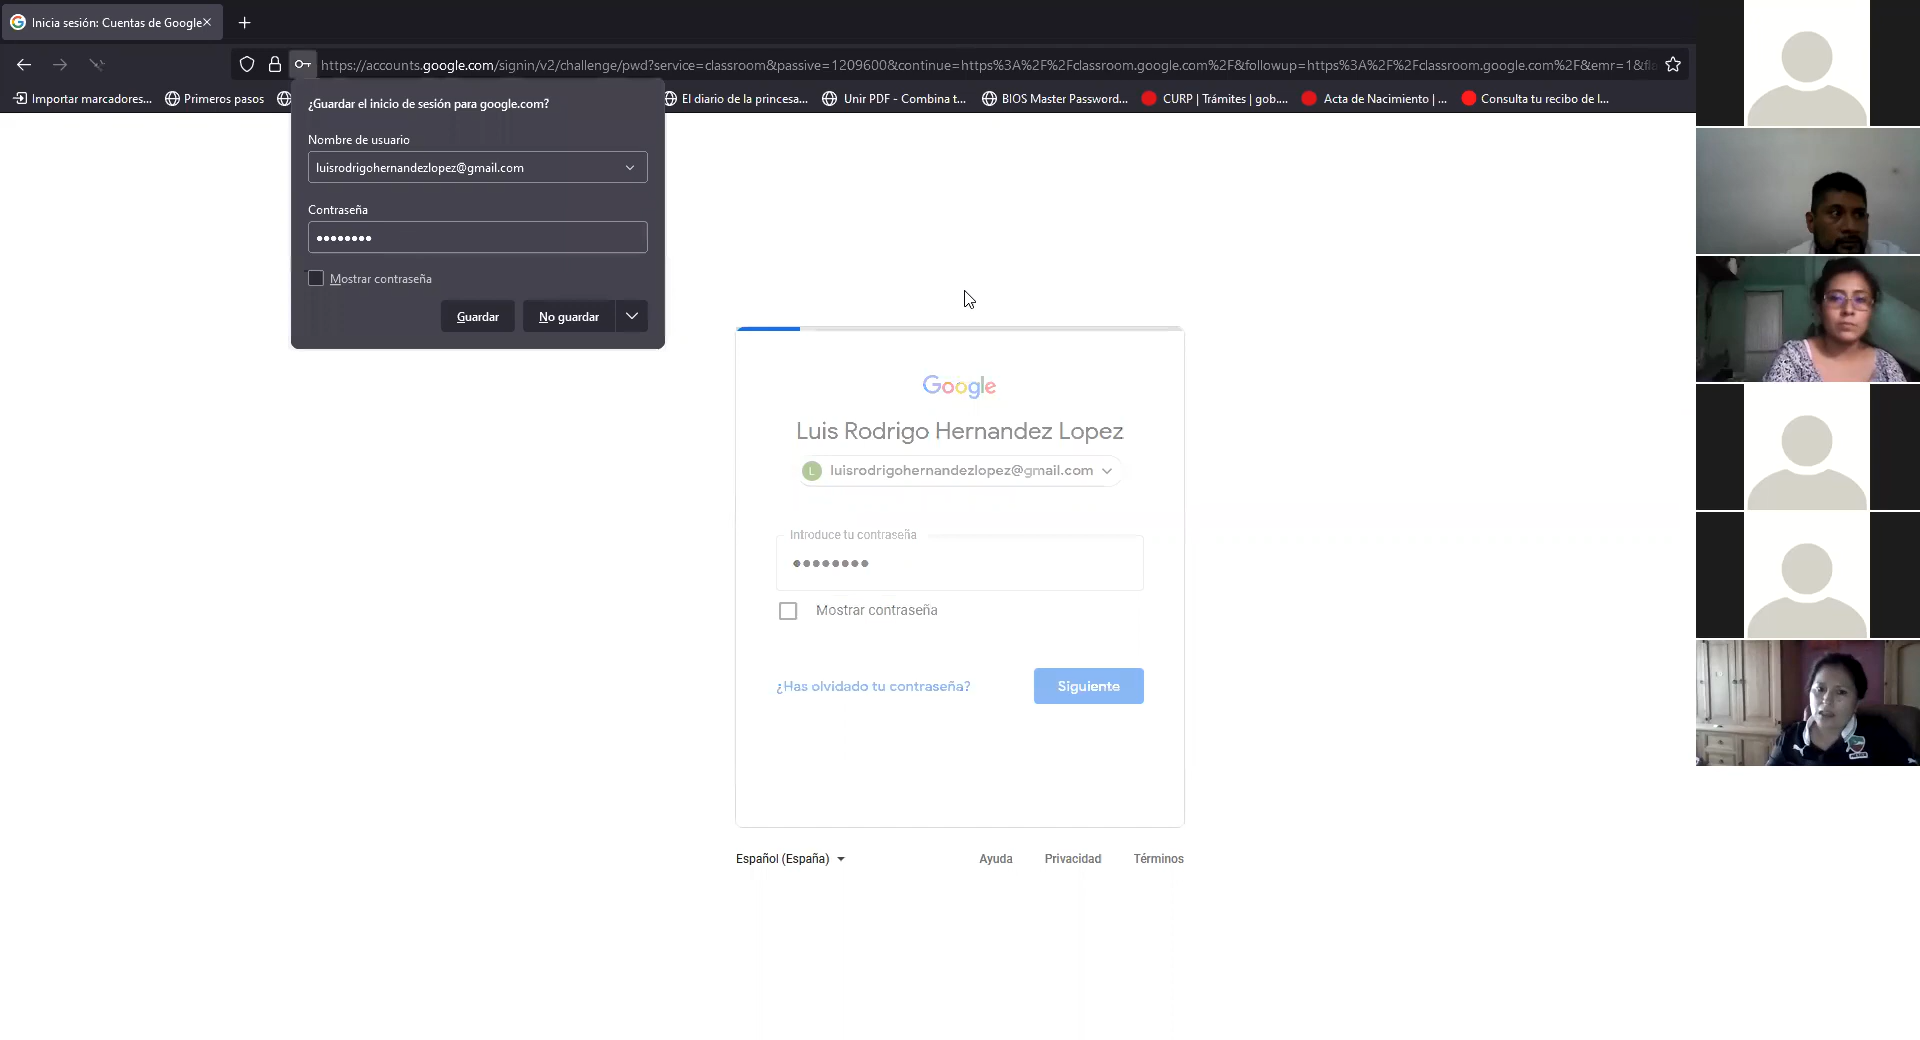 Inicia sesión: Cuentas de Google
https://accounts.google.com/signin/v2/challenge/pwd?service=classroom&passive=1209600&continue=https%3A%2F%2Fclassroom.google.com%2F&followup=https%3A%2F%2Fclassroom.google.com%2F&emr=1&flo
Importar marcadores... Primeros pasos El diario de la princesa... Unir PDF - Combina t... BIOS Master Password... CURP | Trámites | gob.... Acta de Nacimiento | ... Consulta tu recibo de l...
¿Guardar el inicio de sesión para google.com?
Nombre de usuario
luisrodrigohernandezlopez@gmail.com
Contraseña
••••••••
Mostrar contraseña
Guardar No guardar
Google
Luis Rodrigo Hernandez Lopez
L luisrodrigohernandezlopez@gmail.com
Introduce tu contraseña
••••••••
Mostrar contraseña
¿Has olvidado tu contraseña? Siguiente
Español (España) Ayuda Privacidad Términos